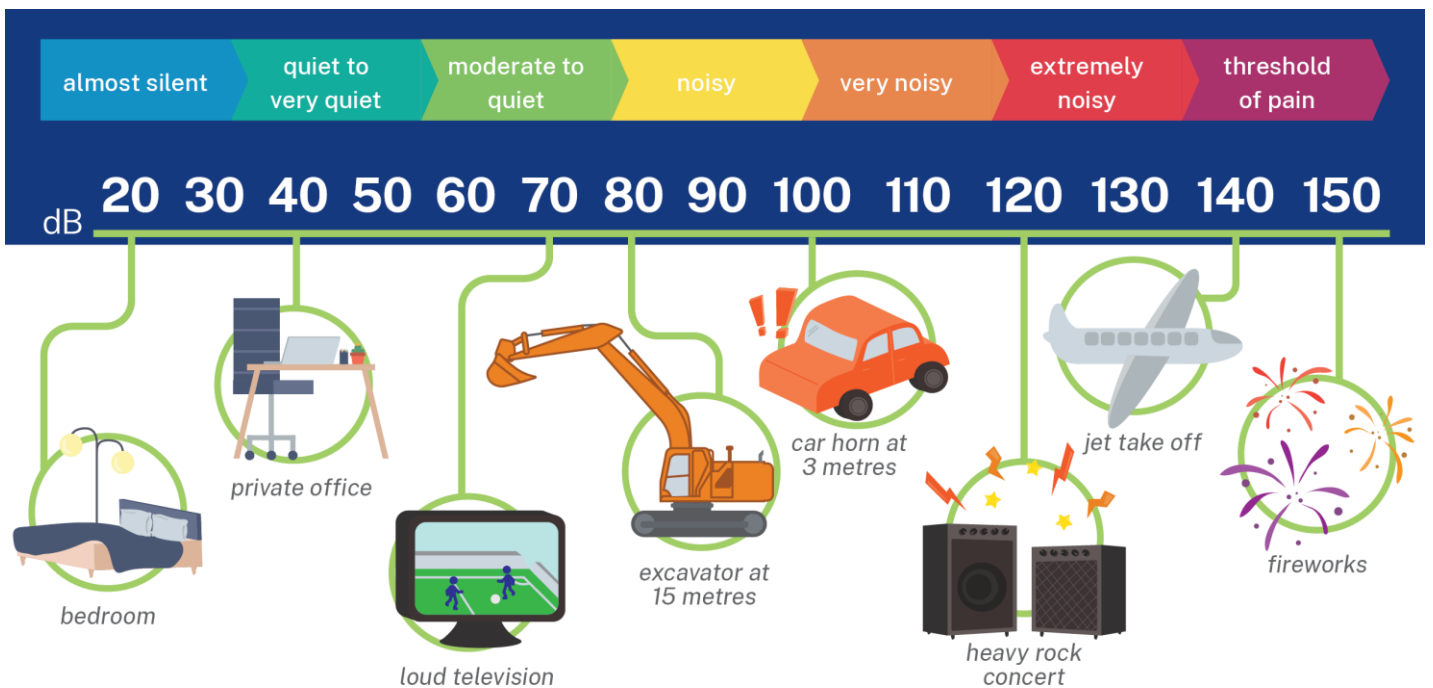 almost silent
quiet to
very quiet
moderate to
quiet
noisy
very noisy
extremely
noisy
threshold
of pain
dB 20 30 40 50 60 70 80 90 100 110 120 130 140 150
bedroom
private office
loud television
excavator at
15 metres
car horn at
3 metres
heavy rock
concert
jet take off
fireworks